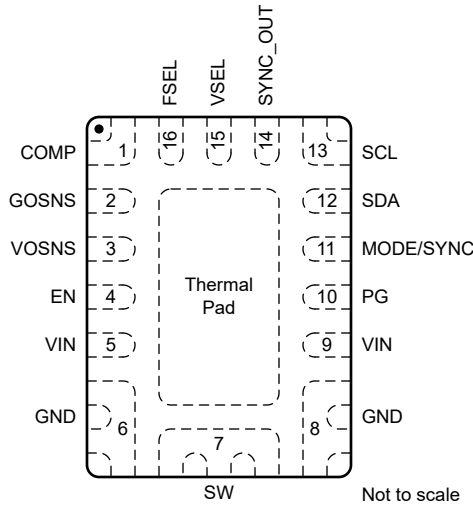 FSEL
VSEL
SYNC_OUT
16
15
14
COMP 1 13 SCL
GOSNS 2 12 SDA
VOSNS 3 11 MODE/SYNC
EN 4 10 PG
VIN 5 9 VIN
GND 6 8 GND
Thermal
Pad
7
SW
Not to scale